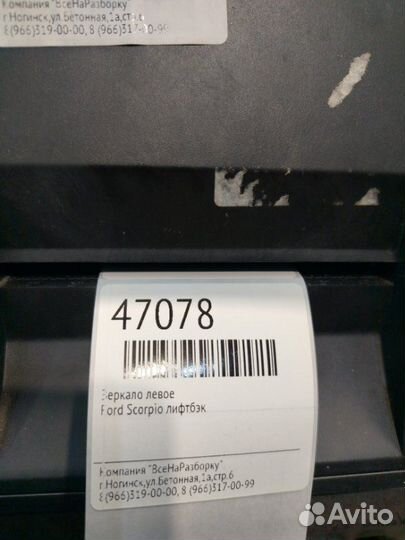 Компания "ВсеНаРазборку"
г.Ногинск,ул.Бетонная,1а,стр.6
8(966)319-00-00, 8 (966)317-00-99
47078
Зеркало левое
Ford Scorpio лифтбэк
Компания "ВсеНаРазборку"
г.Ногинск,ул.Бетонная,1а,стр.6
8(966)319-00-00, 8 (966)317-00-99
Avito